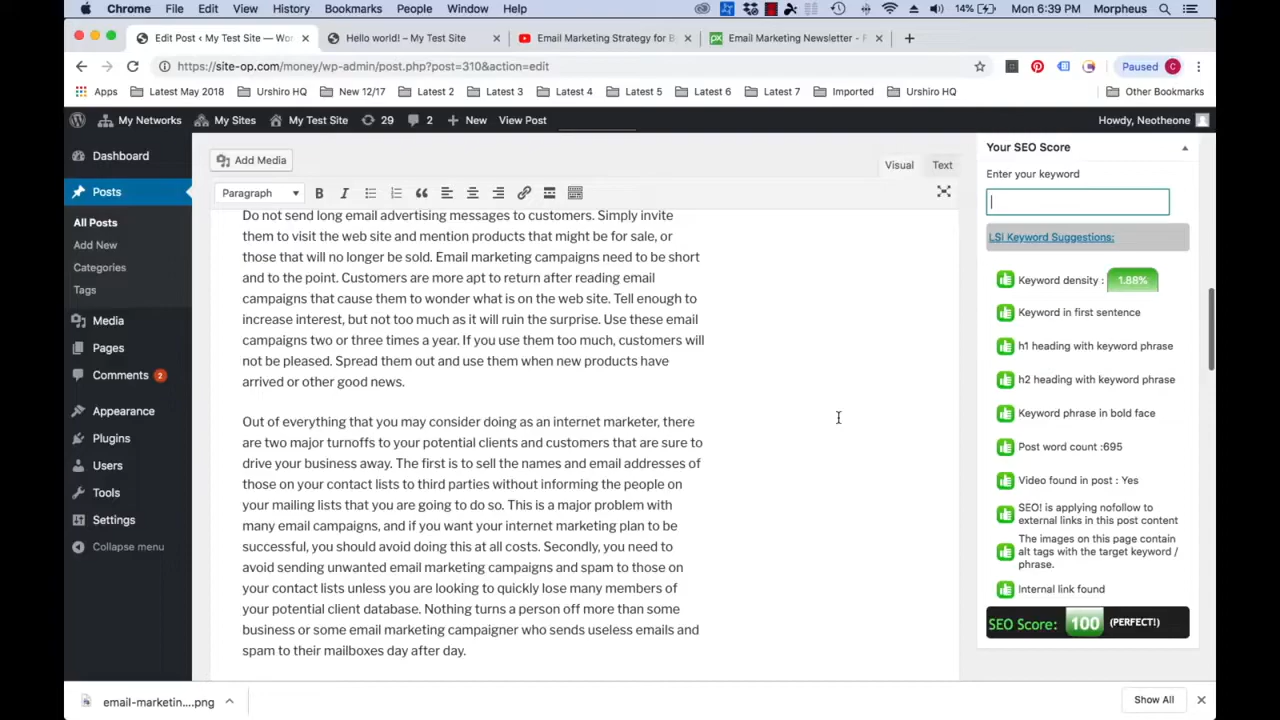 Chrome File Edit View History Bookmarks People Window Help 14% Mon 6:39 PM Morpheus
Edit Post ‹ My Test Site — Wo Hello world! – My Test Site Email Marketing Strategy for B Email Marketing Newsletter - F
https://site-op.com/money/wp-admin/post.php?post=310&action=edit Paused C
Apps Latest May 2018 Urshiro HQ New 12/17 Latest 2 Latest 3 Latest 4 Latest 5 Latest 6 Latest 7 Imported Urshiro HQ Other Bookmarks
My Networks My Sites My Test Site 29 2 New View Post Howdy, Neotheone
Dashboard
Posts
All Posts
Add New
Categories
Tags
Media
Pages
Comments 2
Appearance
Plugins
Users
Tools
Settings
Collapse menu
Add Media
Visual Text
Paragraph B I
Do not send long email advertising messages to customers. Simply invite
them to visit the web site and mention products that might be for sale, or
those that will no longer be sold. Email marketing campaigns need to be short
and to the point. Customers are more apt to return after reading email
campaigns that cause them to wonder what is on the web site. Tell enough to
increase interest, but not too much as it will ruin the surprise. Use these email
campaigns two or three times a year. If you use them too much, customers will
not be pleased. Spread them out and use them when new products have
arrived or other good news.
Out of everything that you may consider doing as an internet marketer, there
are two major turnoffs to your potential clients and customers that are sure to
drive your business away. The first is to sell the names and email addresses of
those on your contact lists to third parties without informing the people on
your mailing lists that you are going to do so. This is a major problem with
many email campaigns, and if you want your internet marketing plan to be
successful, you should avoid doing this at all costs. Secondly, you need to
avoid sending unwanted email marketing campaigns and spam to those on
your contact lists unless you are looking to quickly lose many members of
your potential client database. Nothing turns a person off more than some
business or some email marketing campaigner who sends useless emails and
spam to their mailboxes day after day.
Your SEO Score
Enter your keyword
LSI Keyword Suggestions:
Keyword density : 1.88%
Keyword in first sentence
h1 heading with keyword phrase
h2 heading with keyword phrase
Keyword phrase in bold face
Post word count :695
Video found in post : Yes
SEO! is applying nofollow to
external links in this post content
The images on this page contain
alt tags with the target keyword /
phrase.
Internal link found
SEO Score: 100 (PERFECT!)
email-marketin....png Show All